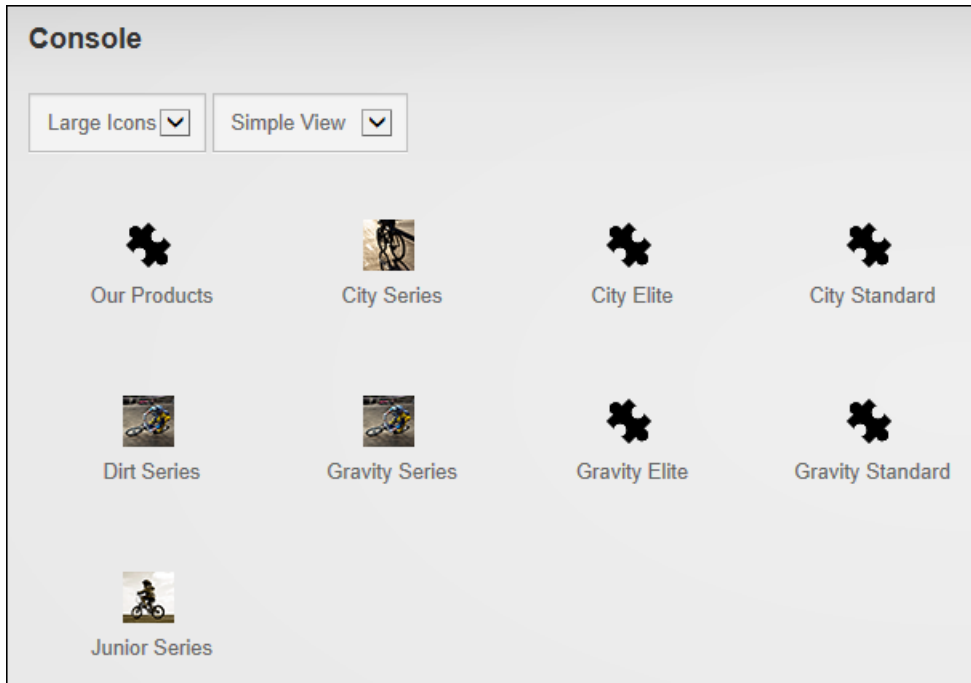 Console
Large Icons Simple View
Our Products City Series City Elite City Standard
Dirt Series Gravity Series Gravity Elite Gravity Standard
Junior Series